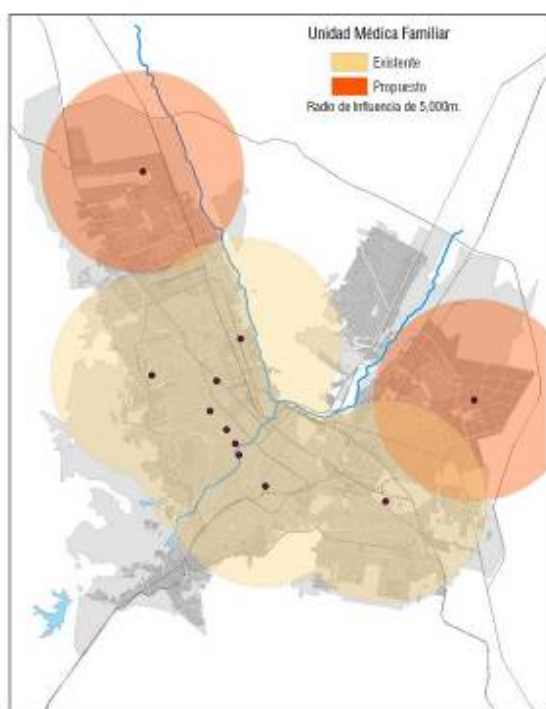 Unidad Médica Familiar
Existente
Propuesto
Radio de Influencia de 5,000m.